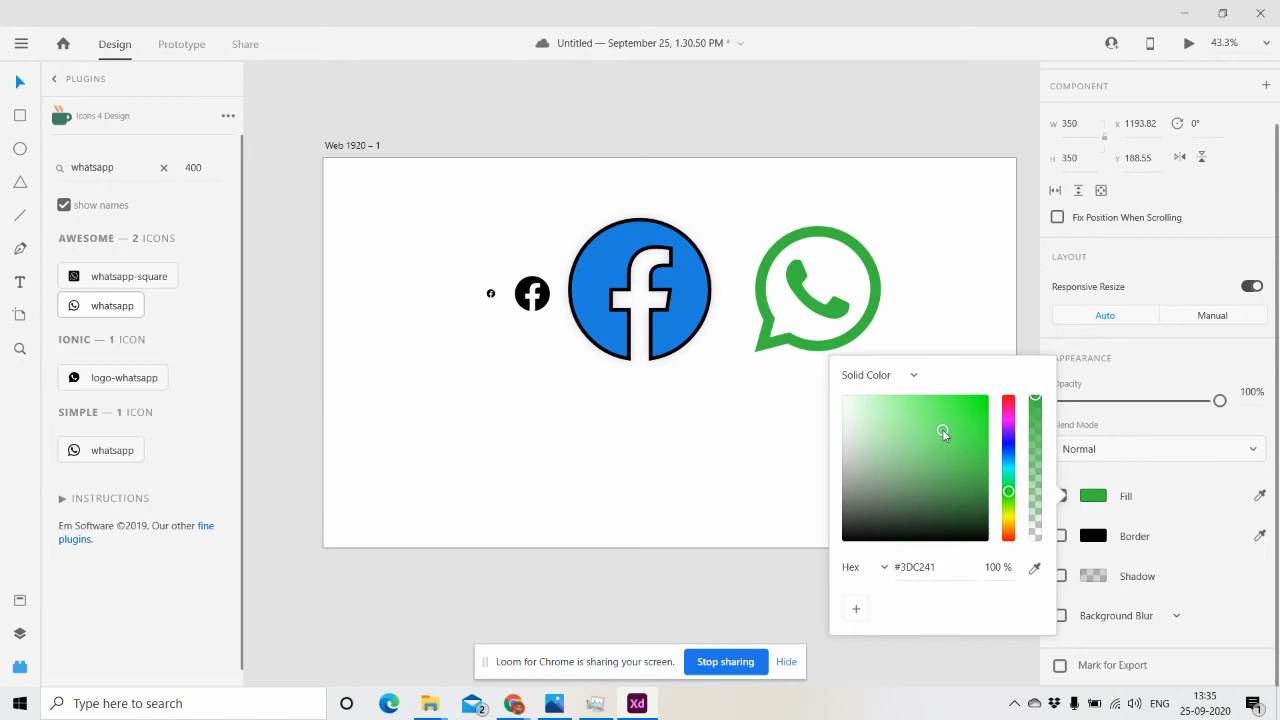 Untitled — September 25, 1.30.50 PM *
Design
Prototype
Share
43.3%
PLUGINS
Icons 4 Design
whatsapp
400
show names
AWESOME — 2 ICONS
whatsapp-square
whatsapp
IONIC — 1 ICON
logo-whatsapp
SIMPLE — 1 ICON
whatsapp
INSTRUCTIONS
Em Software ©2019. Our other fine
plugins.
Web 1920 – 1
COMPONENT
W 350
X 1193.82
0°
H 350
Y 188.55
Fix Position When Scrolling
LAYOUT
Responsive Resize
Auto
Manual
APPEARANCE
Opacity
100%
Blend Mode
Normal
Fill
Border
Shadow
Background Blur
Mark for Export
Solid Color
Hex
#3DC241
100 %
Loom for Chrome is sharing your screen.
Stop sharing
Hide
Type here to search
2
Xd
ENG
13:35
25-09-2020
1